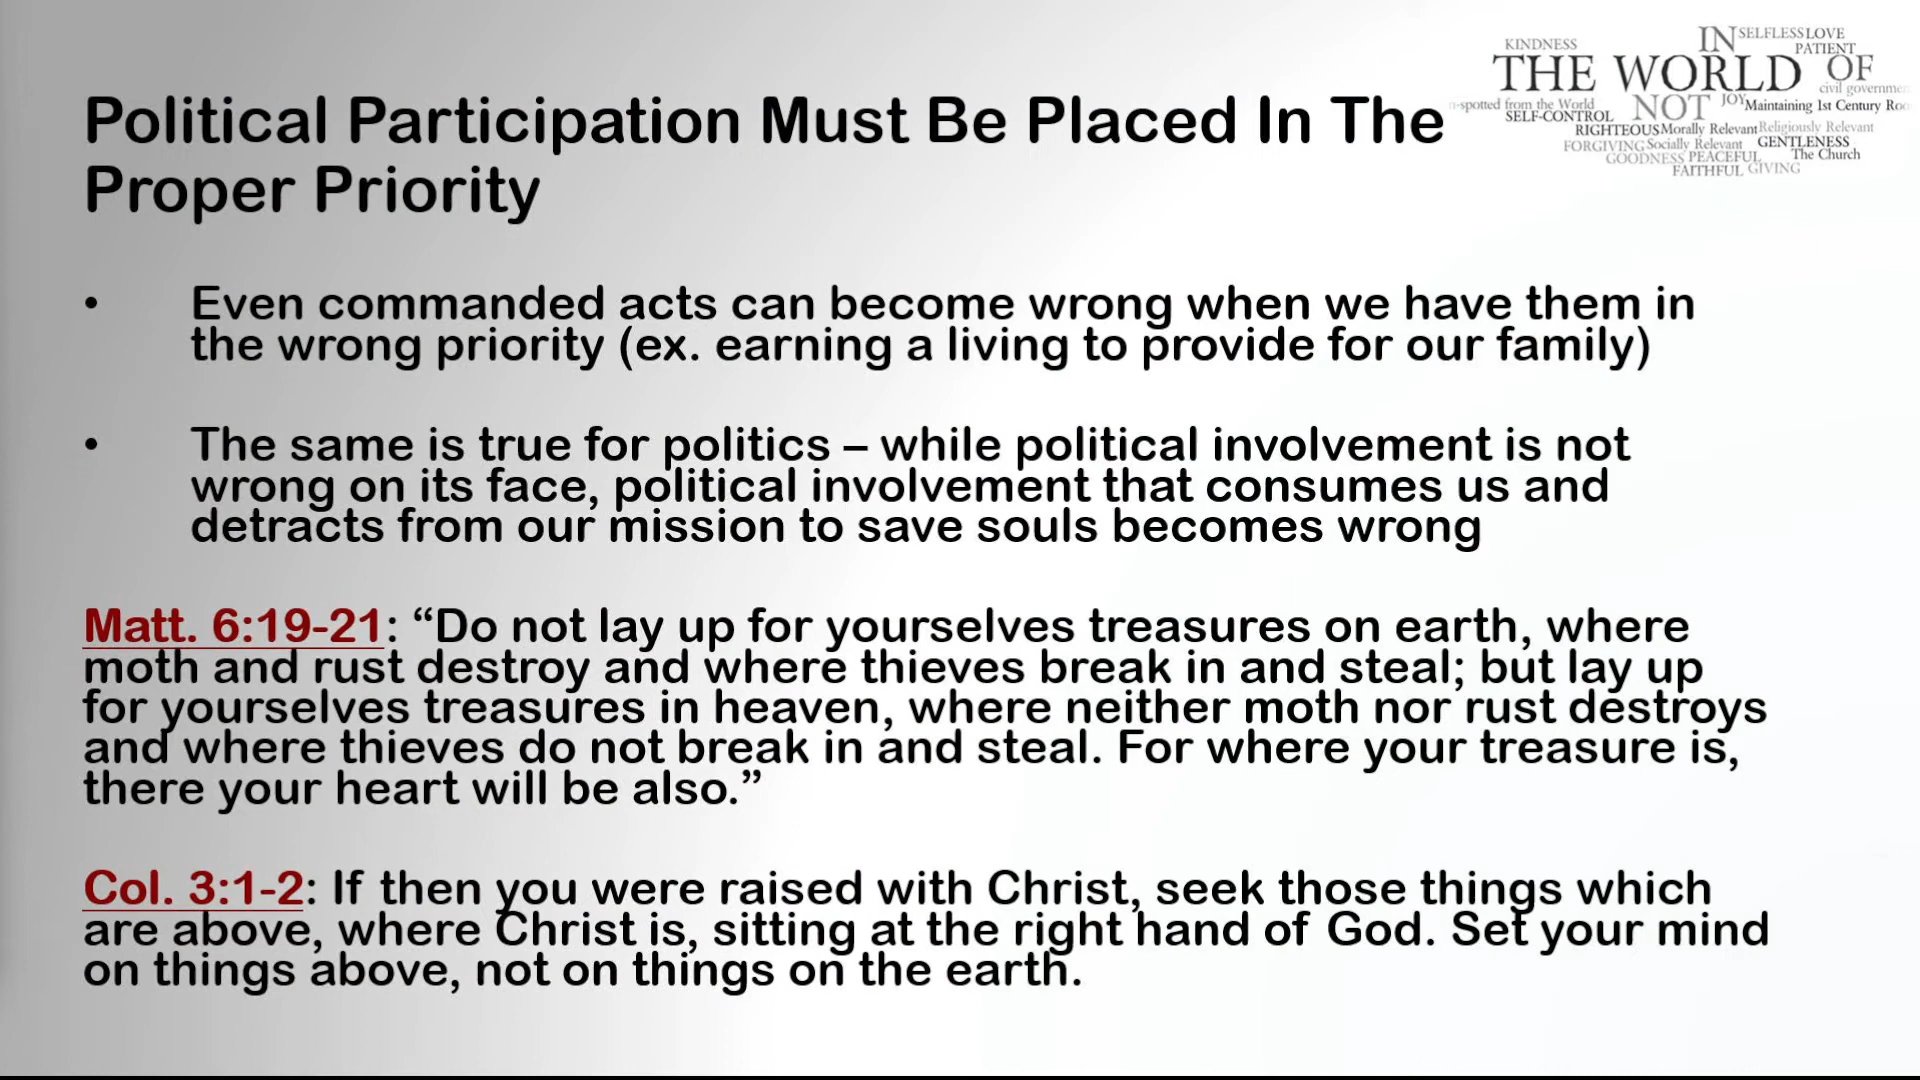 KINDNESS IN SELFLESS LOVE
PATIENT
THE WORLD OF
civil governmen
n-spotted from the World NOT JOY Maintaining 1st Century Roo
SELF-CONTROL
RIGHTEOUS Morally Relevant Religiously Relevant
FORGIVING Socially Relevant GENTLENESS
GOODNESS PEACEFUL The Church
FAITHFUL GIVING
Political Participation Must Be Placed In The
Proper Priority
• Even commanded acts can become wrong when we have them in
the wrong priority (ex. earning a living to provide for our family)
• The same is true for politics – while political involvement is not
wrong on its face, political involvement that consumes us and
detracts from our mission to save souls becomes wrong
Matt. 6:19-21: “Do not lay up for yourselves treasures on earth, where
moth and rust destroy and where thieves break in and steal; but lay up
for yourselves treasures in heaven, where neither moth nor rust destroys
and where thieves do not break in and steal. For where your treasure is,
there your heart will be also.”
Col. 3:1-2: If then you were raised with Christ, seek those things which
are above, where Christ is, sitting at the right hand of God. Set your mind
on things above, not on things on the earth.